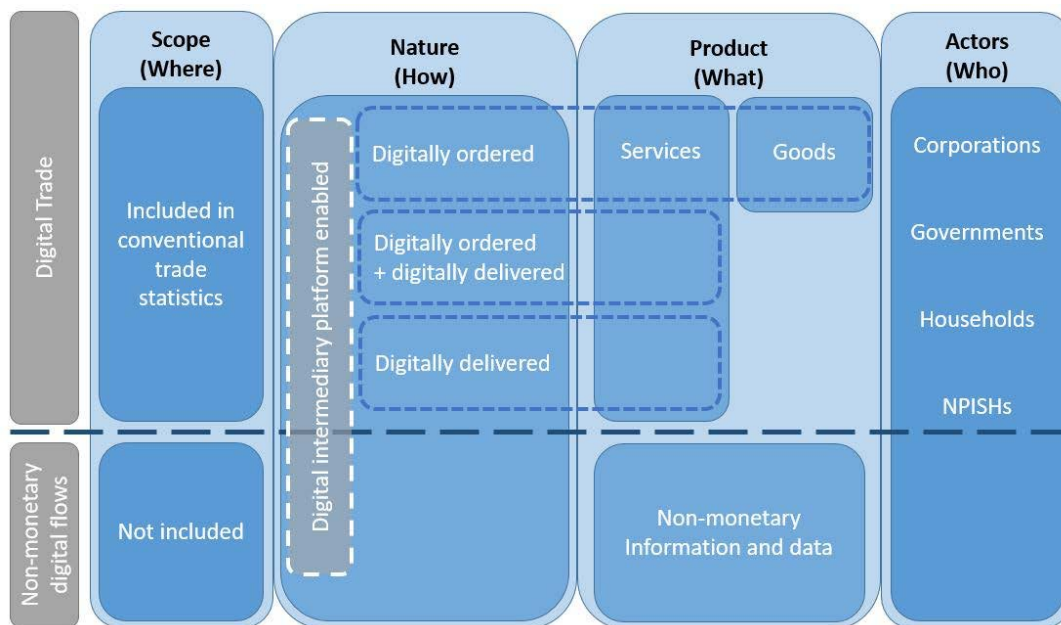 Scope
(Where)
Nature
(How)
Product
(What)
Actors
(Who)
Digital Trade
Included in
conventional
trade
statistics
Digital intermediary platform enabled
Digitally ordered
Digitally ordered
+ digitally delivered
Digitally delivered
Services
Goods
Corporations
Governments
Households
NPISHs
Non-monetary
digital flows
Not included
Non-monetary
Information and data